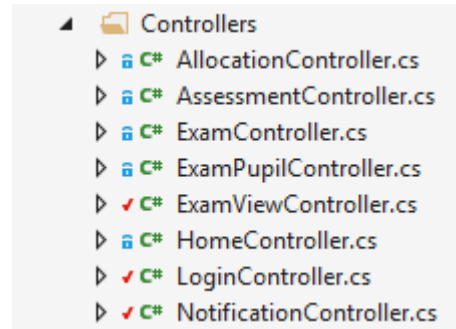 Controllers
C# AllocationController.cs
C# AssessmentController.cs
C# ExamController.cs
C# ExamPupilController.cs
C# ExamViewController.cs
C# HomeController.cs
C# LoginController.cs
C# NotificationController.cs